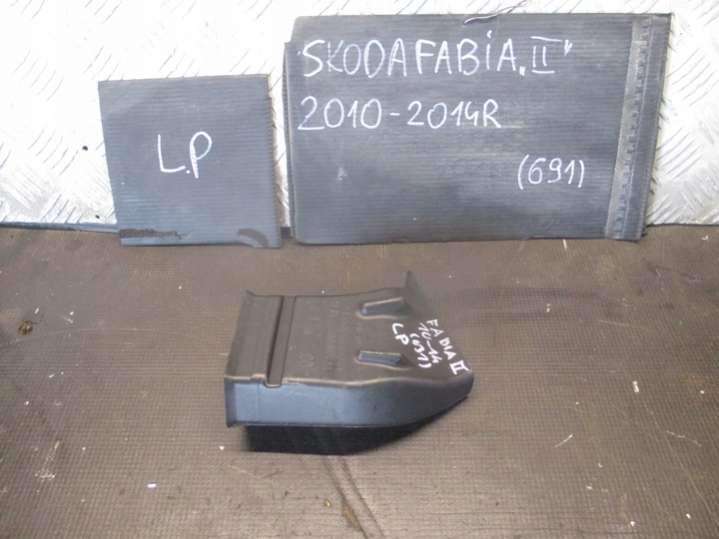 L.P
SKODA FABIA „II"
2010-2014R
(691)
FABIA II
10-14
(691)
LP